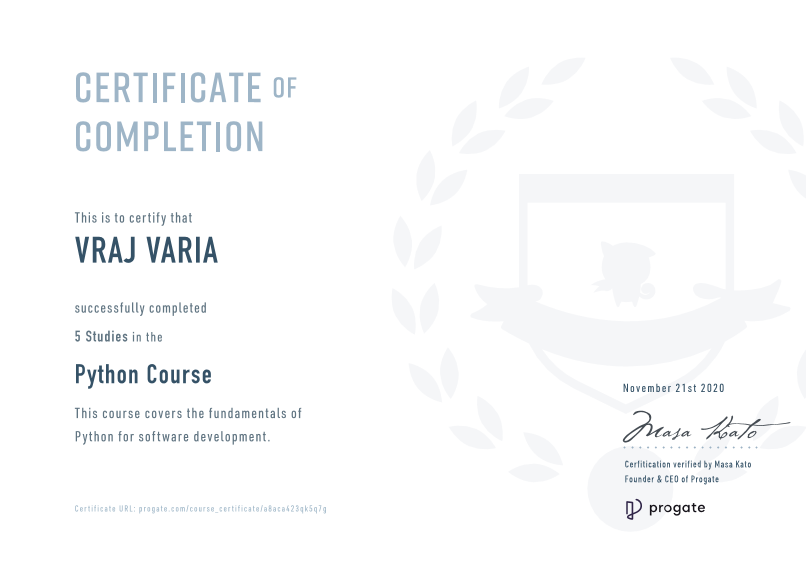 CERTIFICATE OF
COMPLETION
This is to certify that
VRAJ VARIA
successfully completed
5 Studies in the
Python Course
This course covers the fundamentals of
Python for software development.
November 21st 2020
Masa Kato
Cerfitication verified by Masa Kato
Founder & CEO of Progate
progate
Certificate URL: progate.com/course_certificate/a8aca423qk5q7g